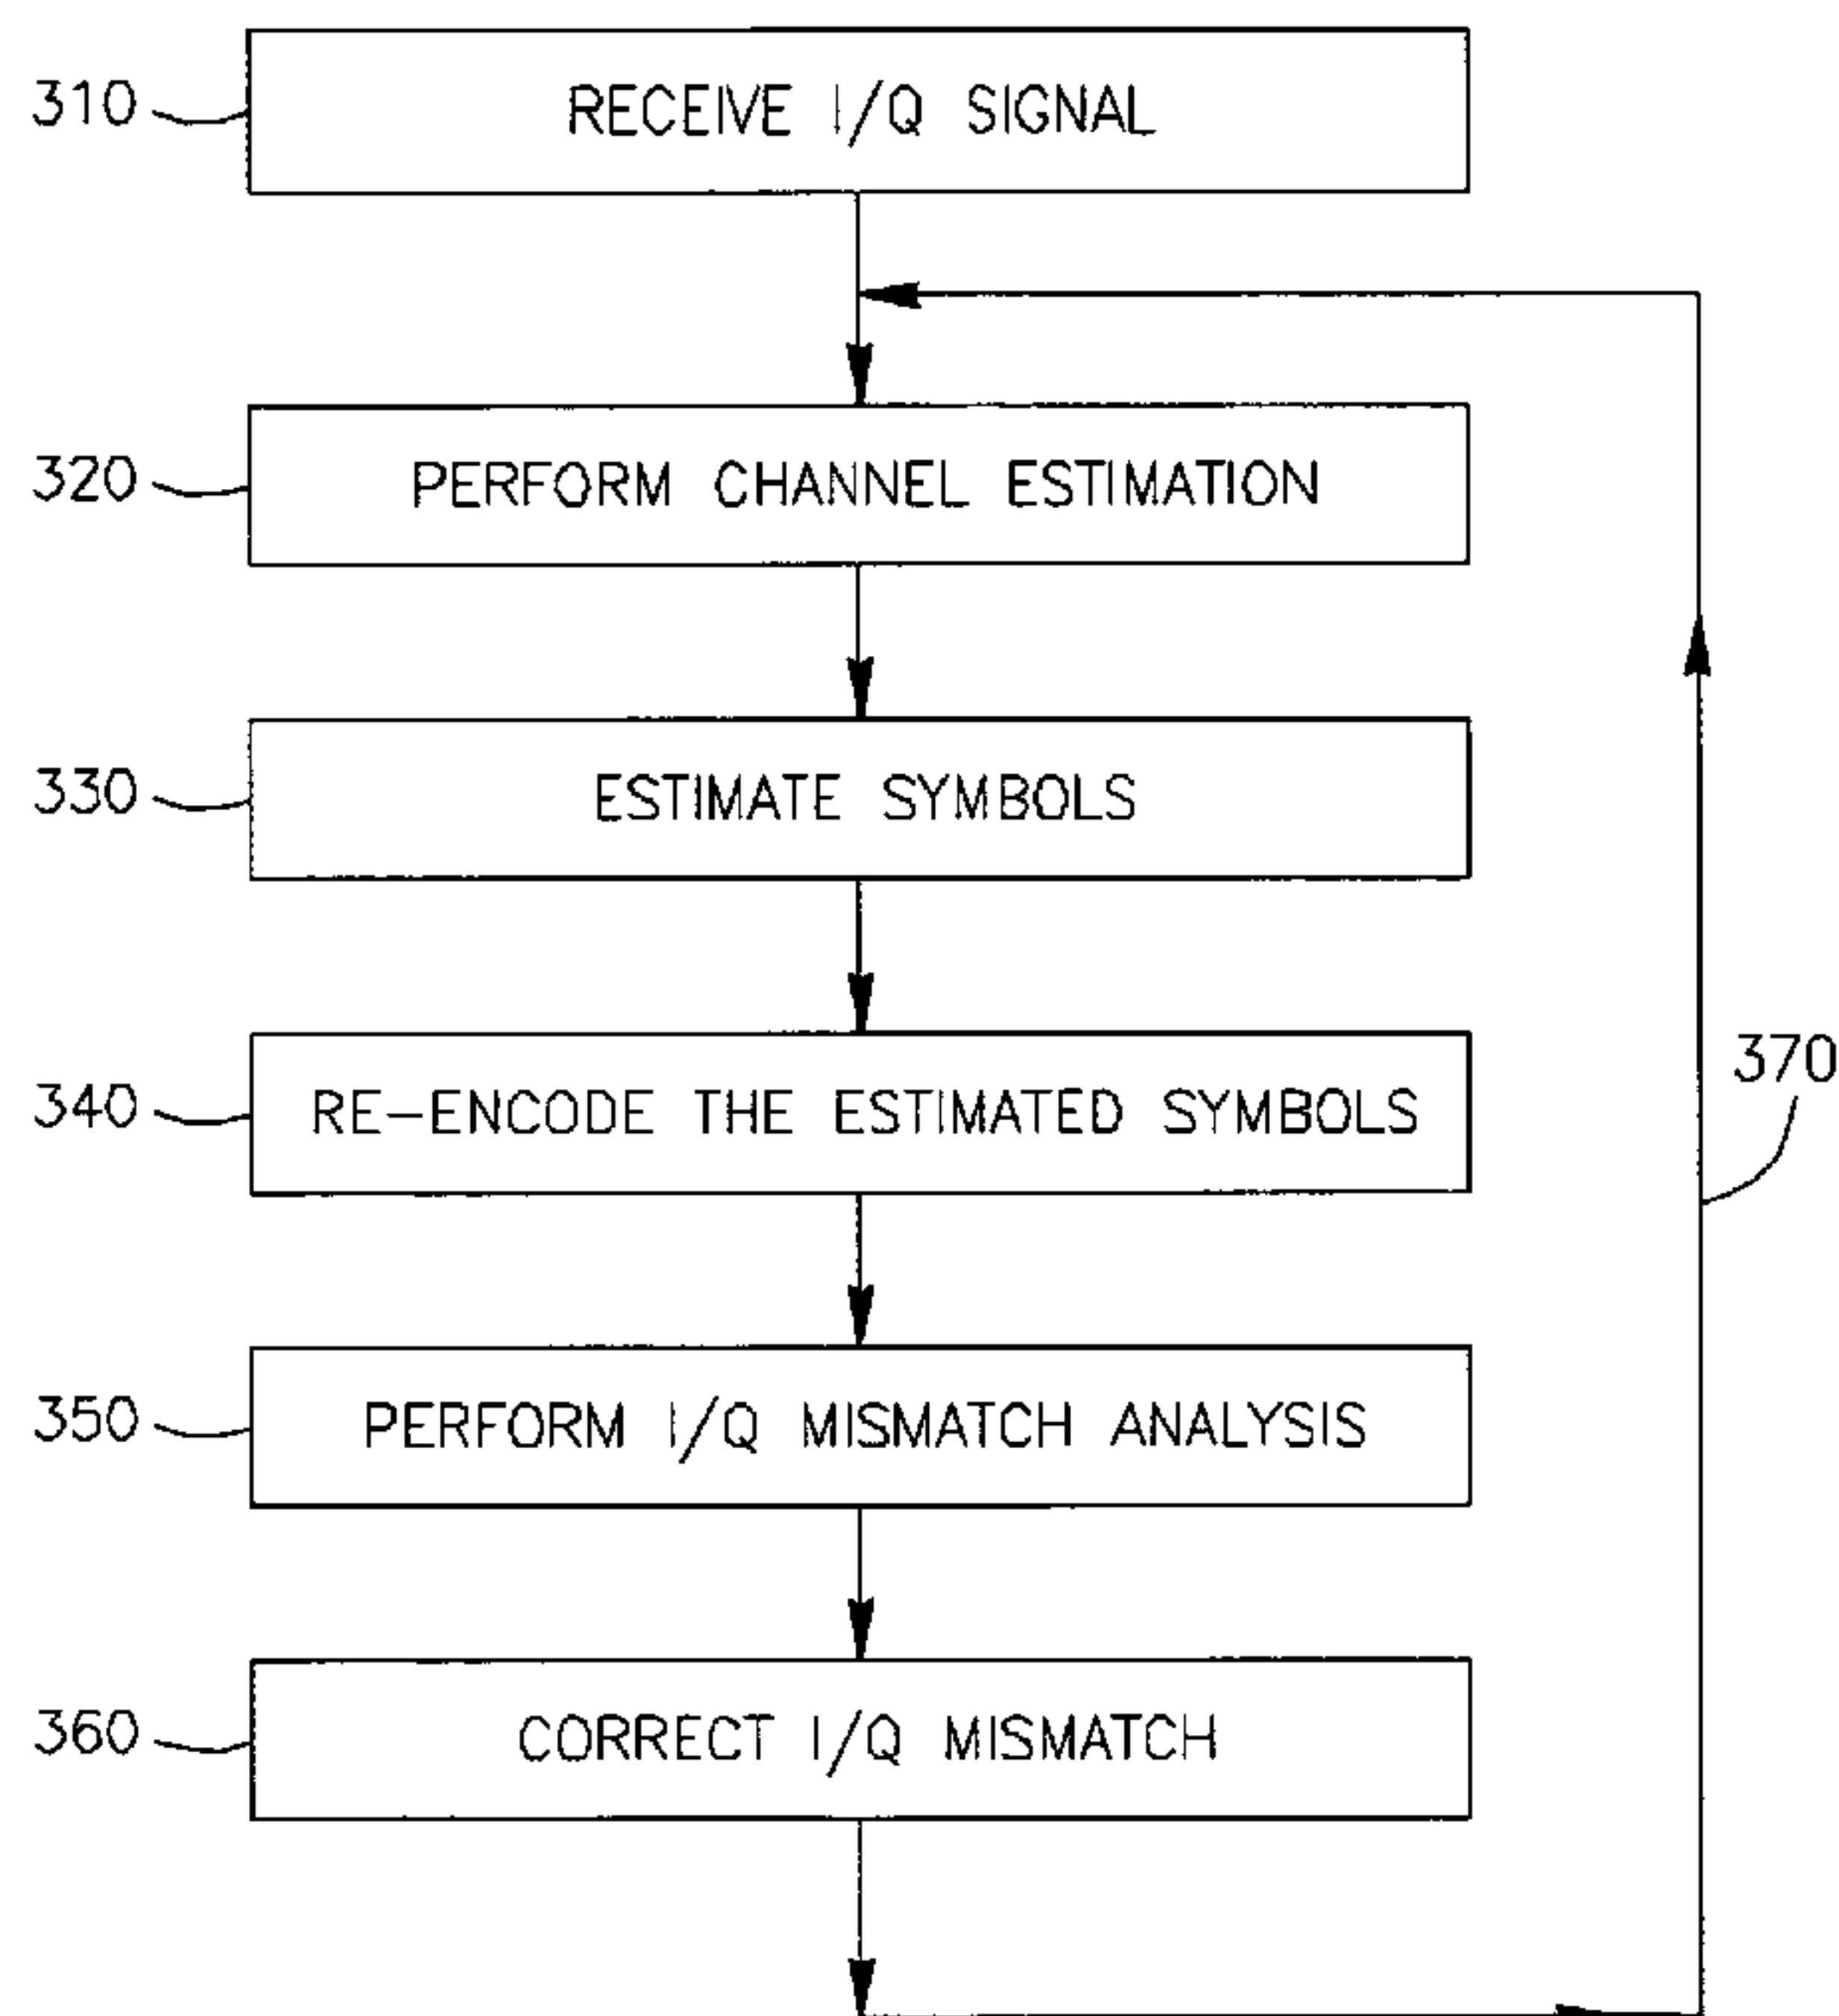 310 RECEIVE I/Q SIGNAL
320 PERFORM CHANNEL ESTIMATION
330 ESTIMATE SYMBOLS
340 RE-ENCODE THE ESTIMATED SYMBOLS
370
350 PERFORM I/Q MISMATCH ANALYSIS
360 CORRECT I/Q MISMATCH